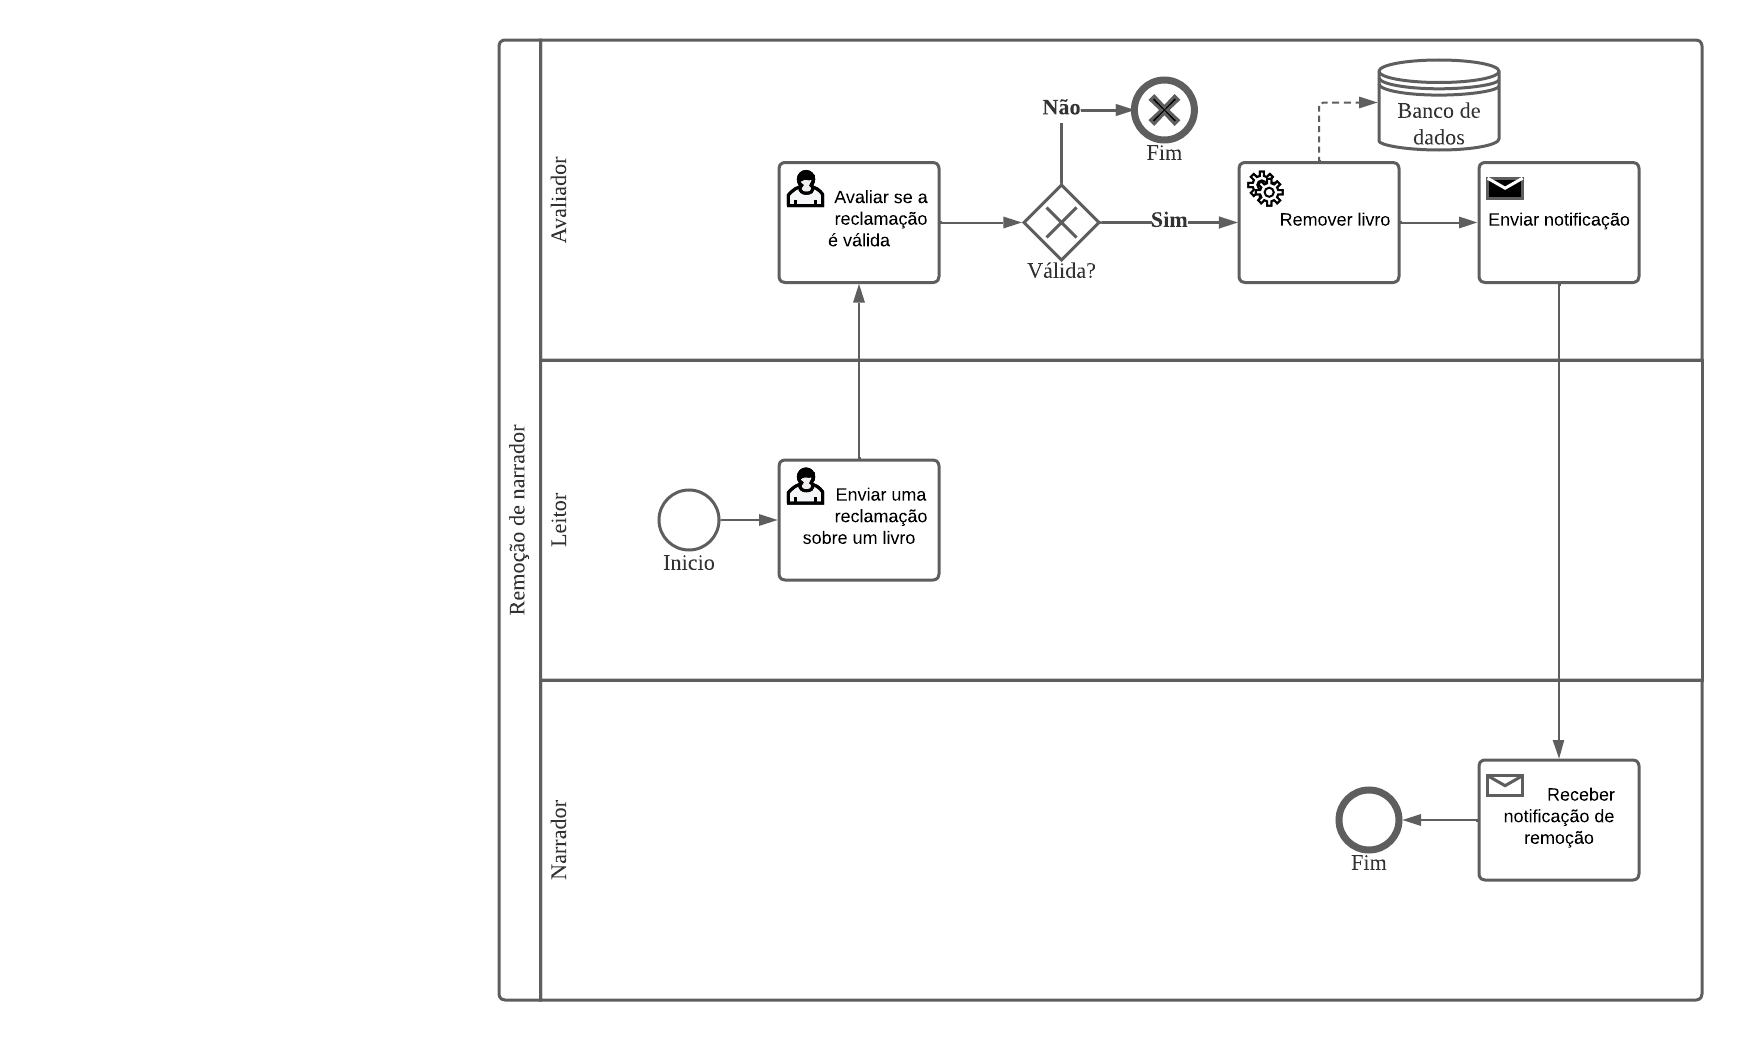 Remoção de narrador
Avaliador
Avaliar se a
reclamação
é válida
Válida?
Não
Fim
Sim
Remover livro
Banco de
dados
Enviar notificação
Leitor
Inicio
Enviar uma
reclamação
sobre um livro
Narrador
Receber
notificação de
remoção
Fim